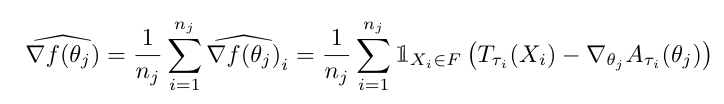 $\widehat{\nabla f(\theta_j)} = \frac{1}{n_j} \sum_{i=1}^{n_j} \widehat{\nabla f(\theta_j)}_i = \frac{1}{n_j} \sum_{i=1}^{n_j} \mathbb{1}_{X_i \in F} \left( T_{\tau_i}(X_i) - \nabla_{\theta_j} A_{\tau_i}(\theta_j) \right)$